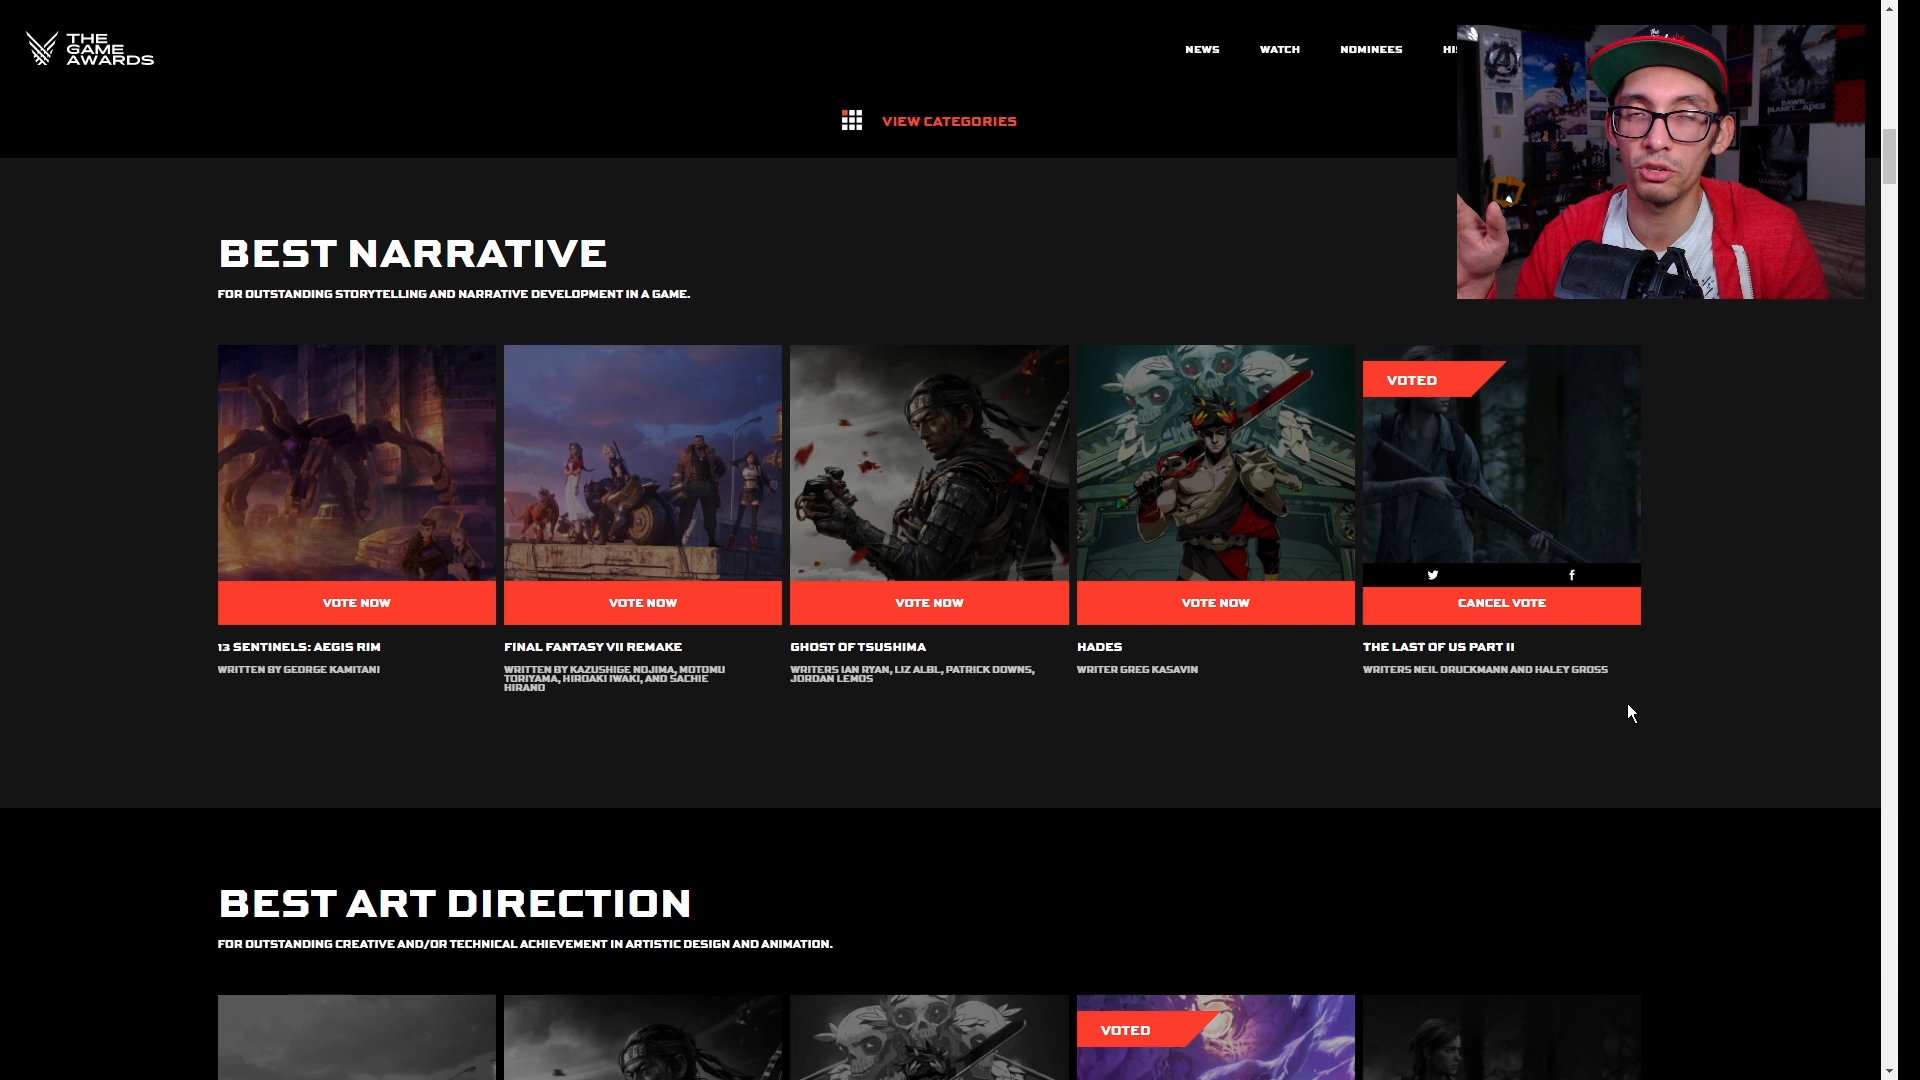 THE
GAME
AWARDS
NEWS
WATCH
NOMINEES
VIEW CATEGORIES
BEST NARRATIVE
FOR OUTSTANDING STORYTELLING AND NARRATIVE DEVELOPMENT IN A GAME.
VOTED
VOTE NOW
VOTE NOW
VOTE NOW
VOTE NOW
CANCEL VOTE
13 SENTINELS: AEGIS RIM
WRITTEN BY GEORGE KAMITANI
FINAL FANTASY VII REMAKE
WRITTEN BY KAZUSHIGE NOJIMA, MOTOMU
TORIYAMA, HIROAKI IWAKI, AND SACHIE
HIRANO
GHOST OF TSUSHIMA
WRITERS IAN RYAN, LIZ ALBL, PATRICK DOWNS,
JORDAN LEMOS
HADES
WRITER GREG KASAVIN
THE LAST OF US PART II
WRITERS NEIL DRUCKMANN AND HALEY GROSS
BEST ART DIRECTION
FOR OUTSTANDING CREATIVE AND/OR TECHNICAL ACHIEVEMENT IN ARTISTIC DESIGN AND ANIMATION.
VOTED